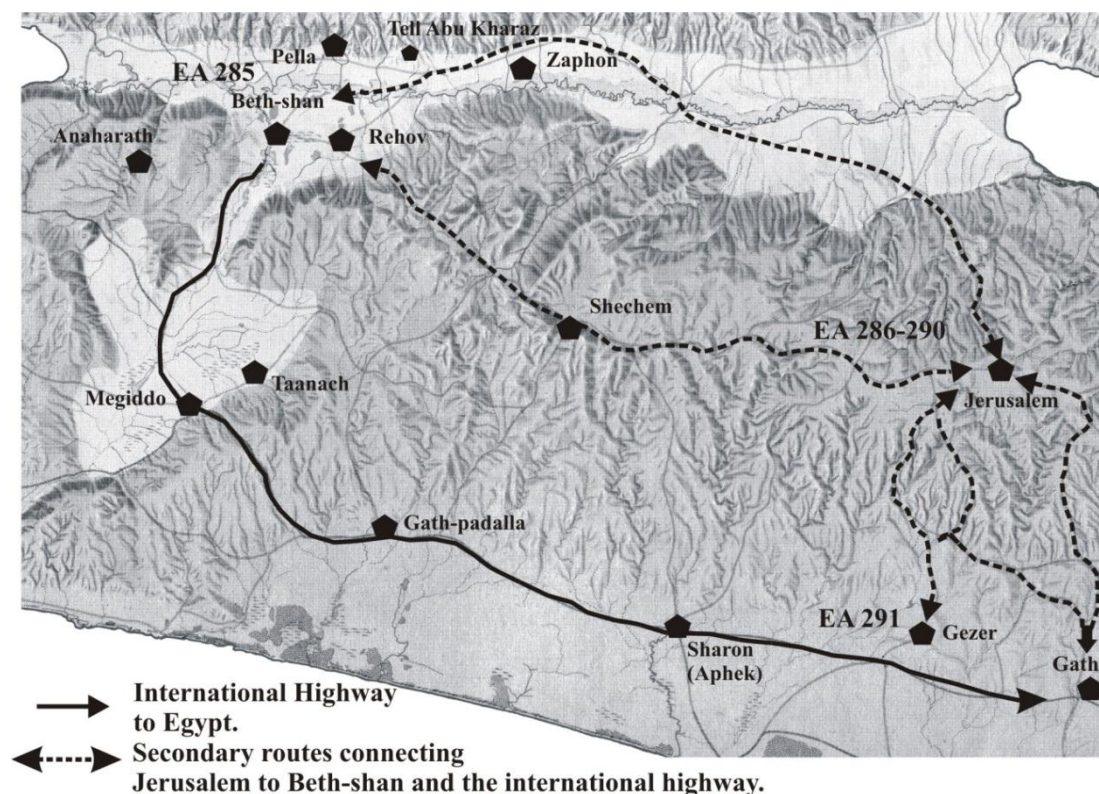 Tell Abu Kharaz
Pella
Zaphon
EA 285
Beth-shan
Anaharath
Rehov
Shechem
EA 286-290
Taanach
Megiddo
Jerusalem
Gath-padalla
EA 291
Gezer
Sharon
(Aphek)
Gath
International Highway
to Egypt.
Secondary routes connecting
Jerusalem to Beth-shan and the international highway.